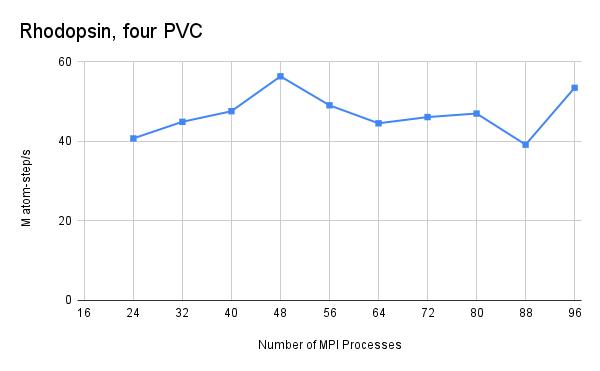 Rhodopsin, four PVC
60
40
20
0
M atom-step/s
16 24 32 40 48 56 64 72 80 88 96
Number of MPI Processes